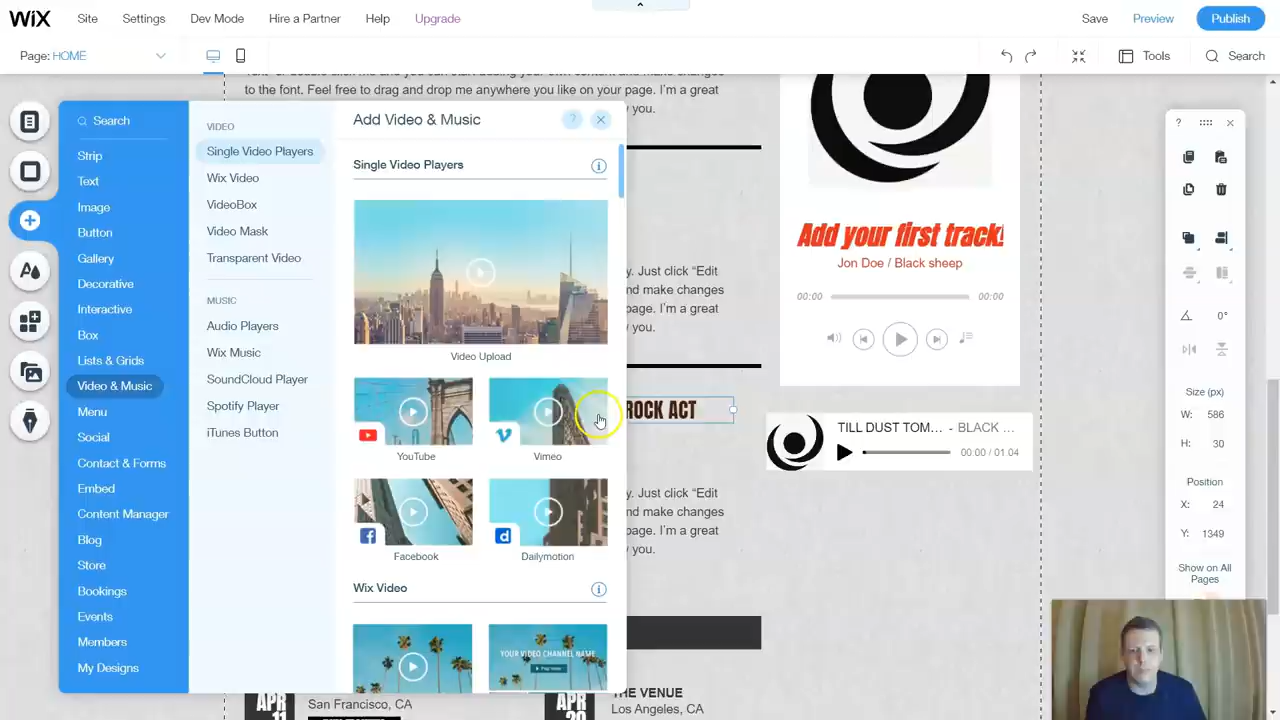 WiX Site Settings Dev Mode Hire a Partner Help Upgrade Save Preview Publish
Page: HOME Tools Search
to the font. Feel free to drag and drop me anywhere you like on your page. I'm a great
you.
Search
Strip
Text
Image
Button
Gallery
Decorative
Interactive
Box
Lists & Grids
Video & Music
Menu
Social
Contact & Forms
Embed
Content Manager
Blog
Store
Bookings
Events
Members
My Designs
VIDEO
Single Video Players
Wix Video
VideoBox
Video Mask
Transparent Video
MUSIC
Audio Players
Wix Music
SoundCloud Player
Spotify Player
iTunes Button
Add Video & Music
?
Single Video Players
Video Upload
YouTube
Vimeo
Facebook
Dailymotion
Wix Video
YOUR VIDEO CHANNEL NAME
y. Just click “Edit
and make changes
page. I'm a great
you.
ROCK ACT
y. Just click “Edit
and make changes
page. I'm a great
you.
Add your first track!
Jon Doe / Black sheep
00:00 00:00
TILL DUST TOM... - BLACK ...
00:00 / 01.04
APR
San Francisco, CA
APR
THE VENUE
Los Angeles, CA
?
0°
Size (px)
W: 586
H: 30
Position
X: 24
Y: 1349
Show on All
Pages